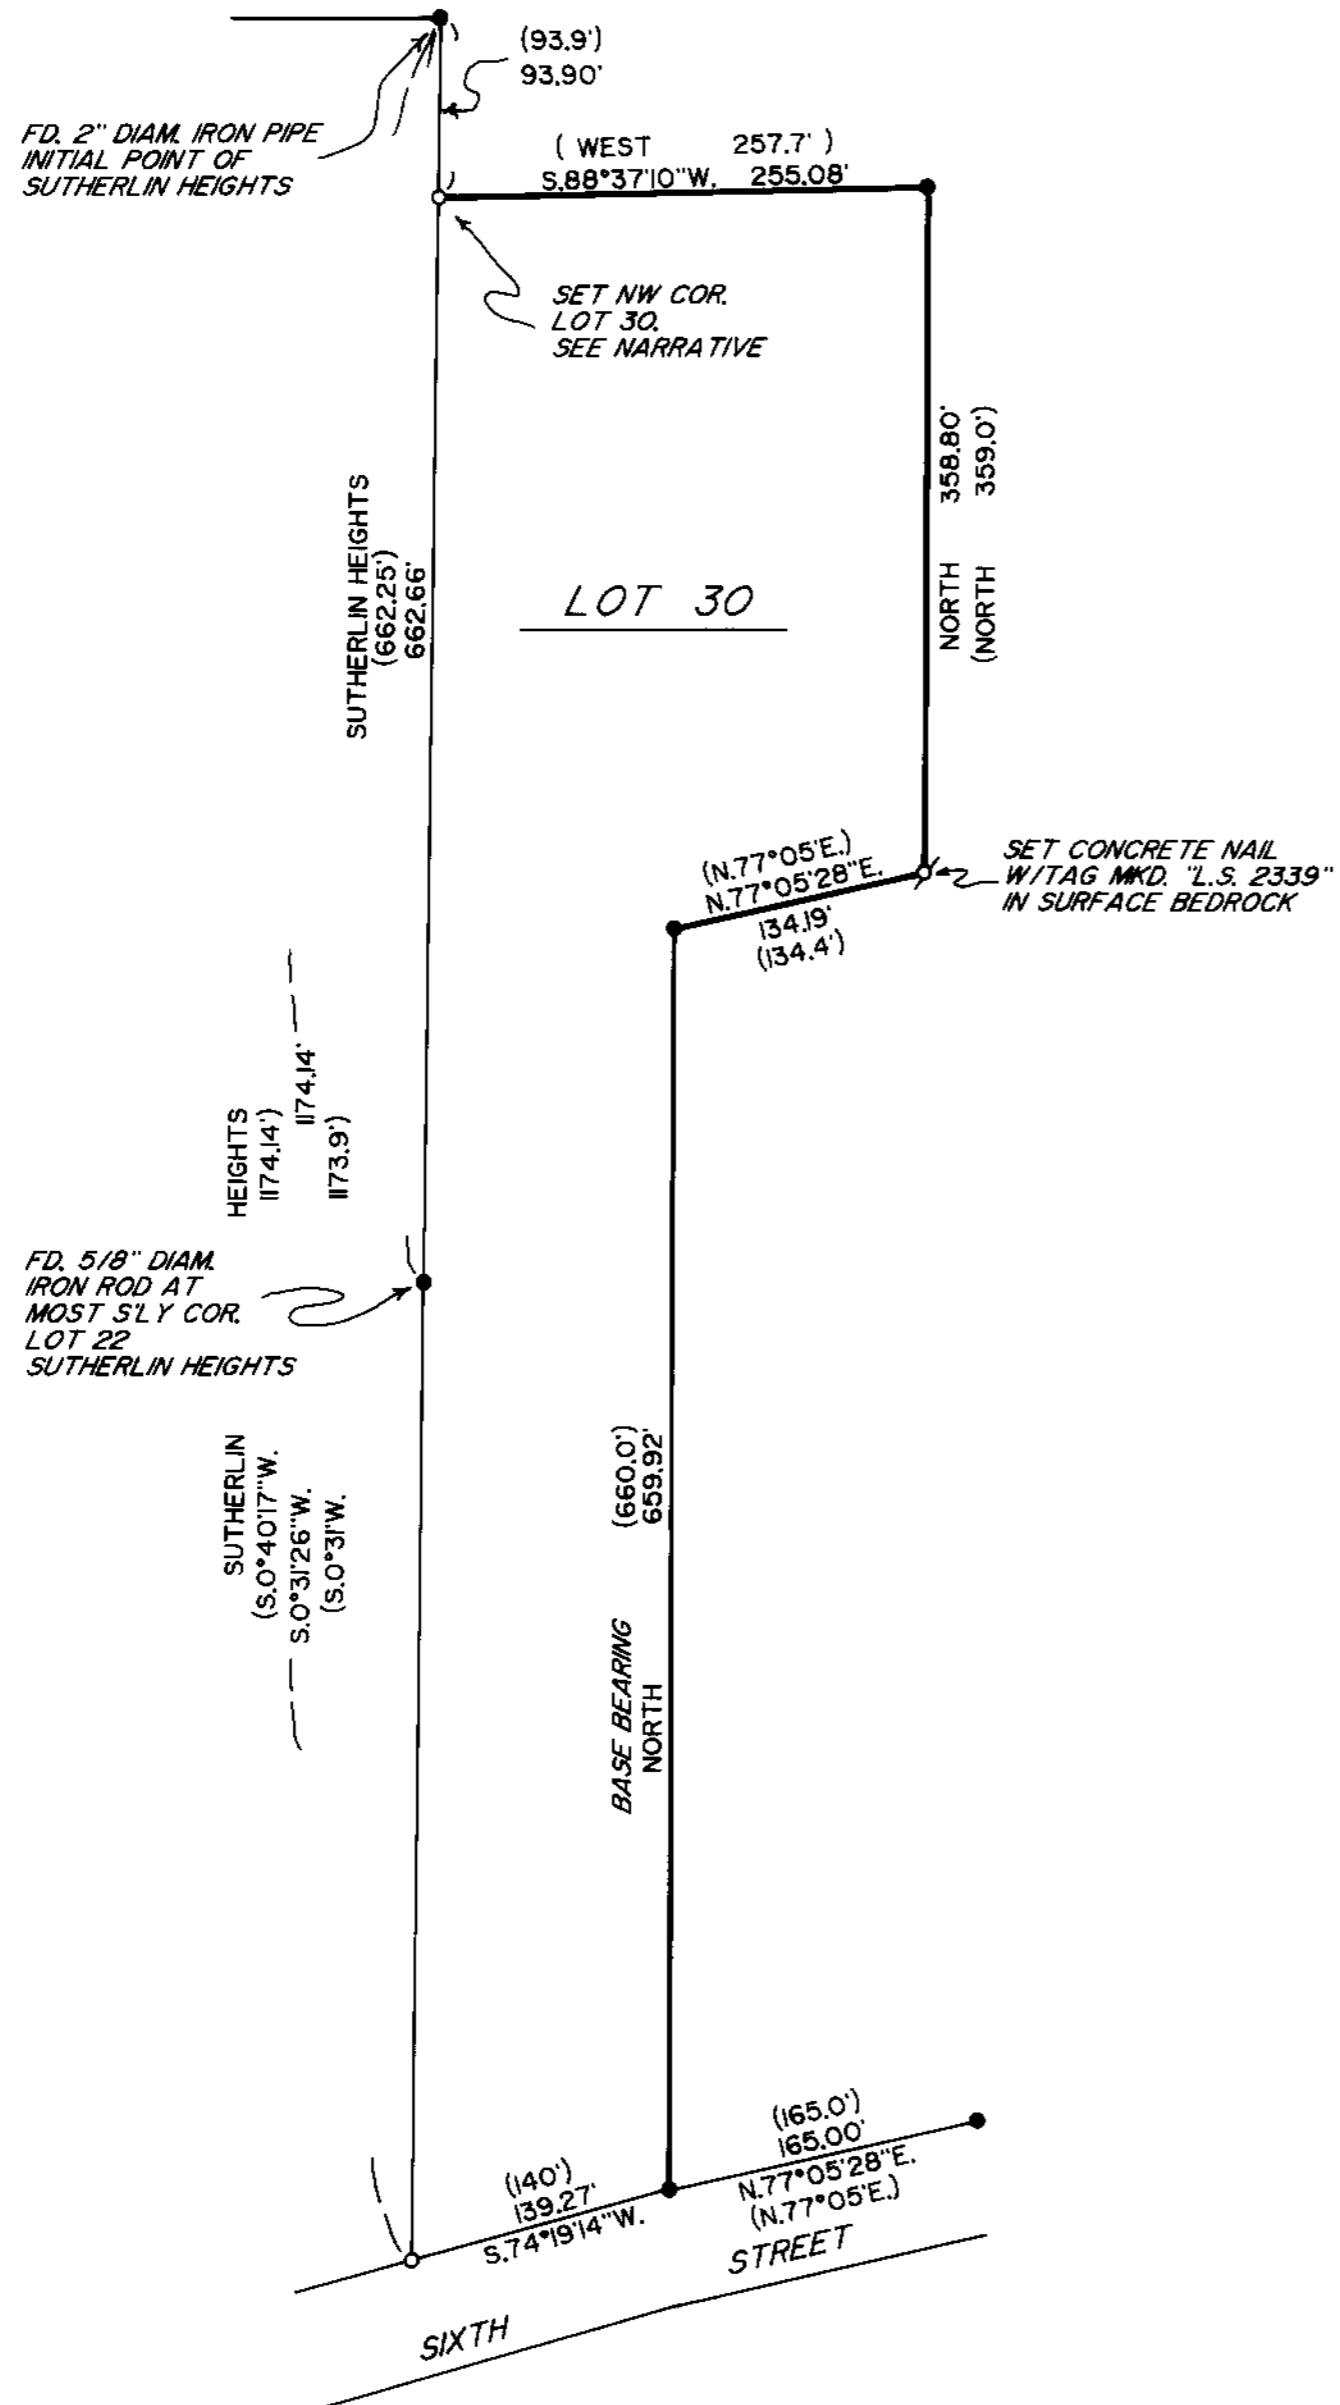 (93.9')
93.90'
FD. 2" DIAM. IRON PIPE
INITIAL POINT OF
SUTHERLIN HEIGHTS
( WEST 257.7' )
S.88°37'10"W. 255.08'
SET NW COR.
LOT 30.
SEE NARRATIVE
NORTH 358.80'
(NORTH 359.0')
SUTHERLIN HEIGHTS
(662.25')
662.66'
LOT 30
(N.77°05'E.)
N.77°05'28"E.
134.19'
(134.4')
SET CONCRETE NAIL
W/TAG MKD. "L.S. 2339"
IN SURFACE BEDROCK
SUTHERLIN HEIGHTS
(S.0°40'17"W. 1174.14')
S.0°31'26"W. 1174.14'
(S.0°31'W. 1173.9')
FD. 5/8" DIAM.
IRON ROD AT
MOST S'LY COR.
LOT 22
SUTHERLIN HEIGHTS
BASE BEARING (660.0')
NORTH 659.92'
(140')
139.27'
S.74°19'14"W.
(165.0')
165.00'
N.77°05'28"E.
(N.77°05'E.)
SIXTH STREET